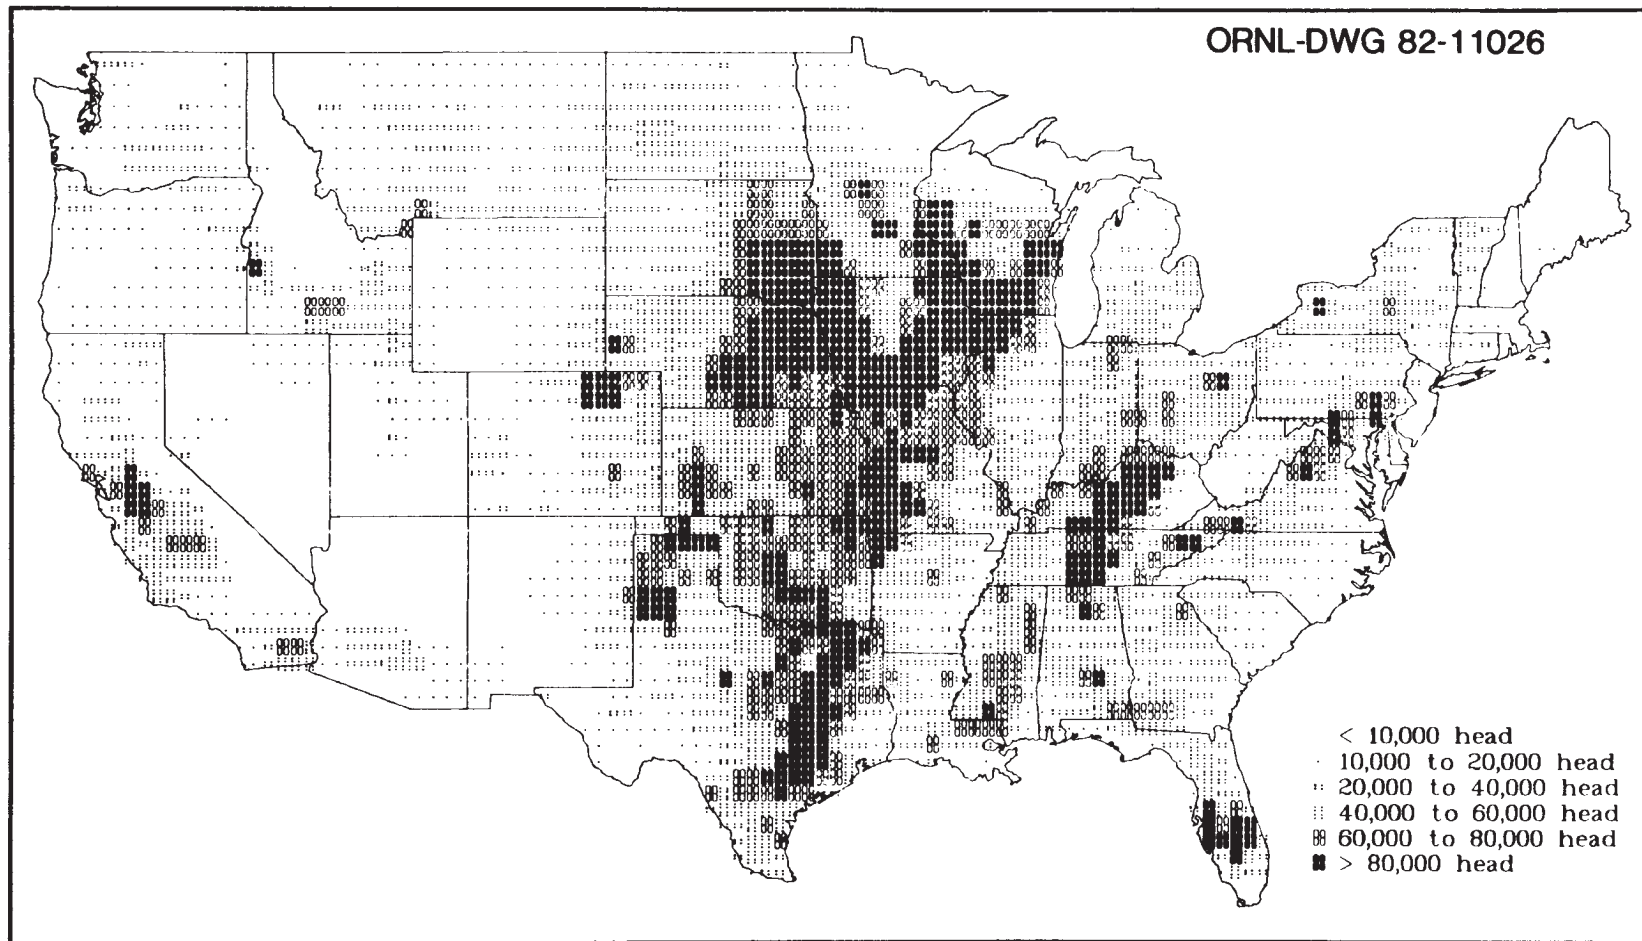 ORNL-DWG 82-11026
< 10,000 head
10,000 to 20,000 head
20,000 to 40,000 head
40,000 to 60,000 head
60,000 to 80,000 head
> 80,000 head